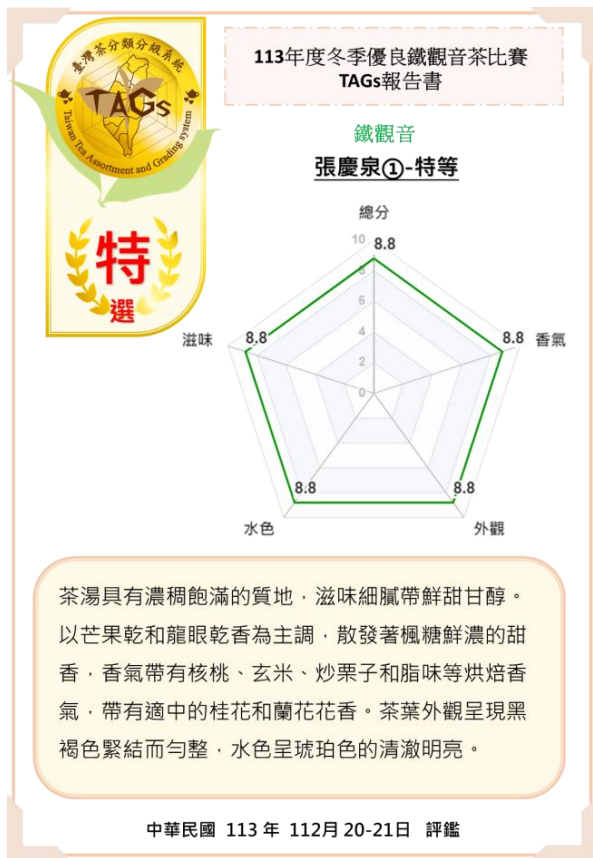 臺灣茶分類分級系統
TAGs
Taiwan Tea Assortment and Grading system
特
選
113年度冬季優良鐵觀音茶比賽
TAGs報告書
鐵觀音
張慶泉①-特等
總分
10
8.8
8
6
4
2
0
滋味
8.8
8.8
香氣
8.8
8.8
水色
外觀
茶湯具有濃稠飽滿的質地，滋味細膩帶鮮甜甘醇。
以芒果乾和龍眼乾香為主調，散發著楓糖鮮濃的甜
香，香氣帶有核桃、玄米、炒栗子和脂味等烘焙香
氣，帶有適中的桂花和蘭花花香。茶葉外觀呈現黑
褐色緊結而勻整，水色呈琥珀色的清澈明亮。
中華民國 113 年 112月 20-21日 評鑑